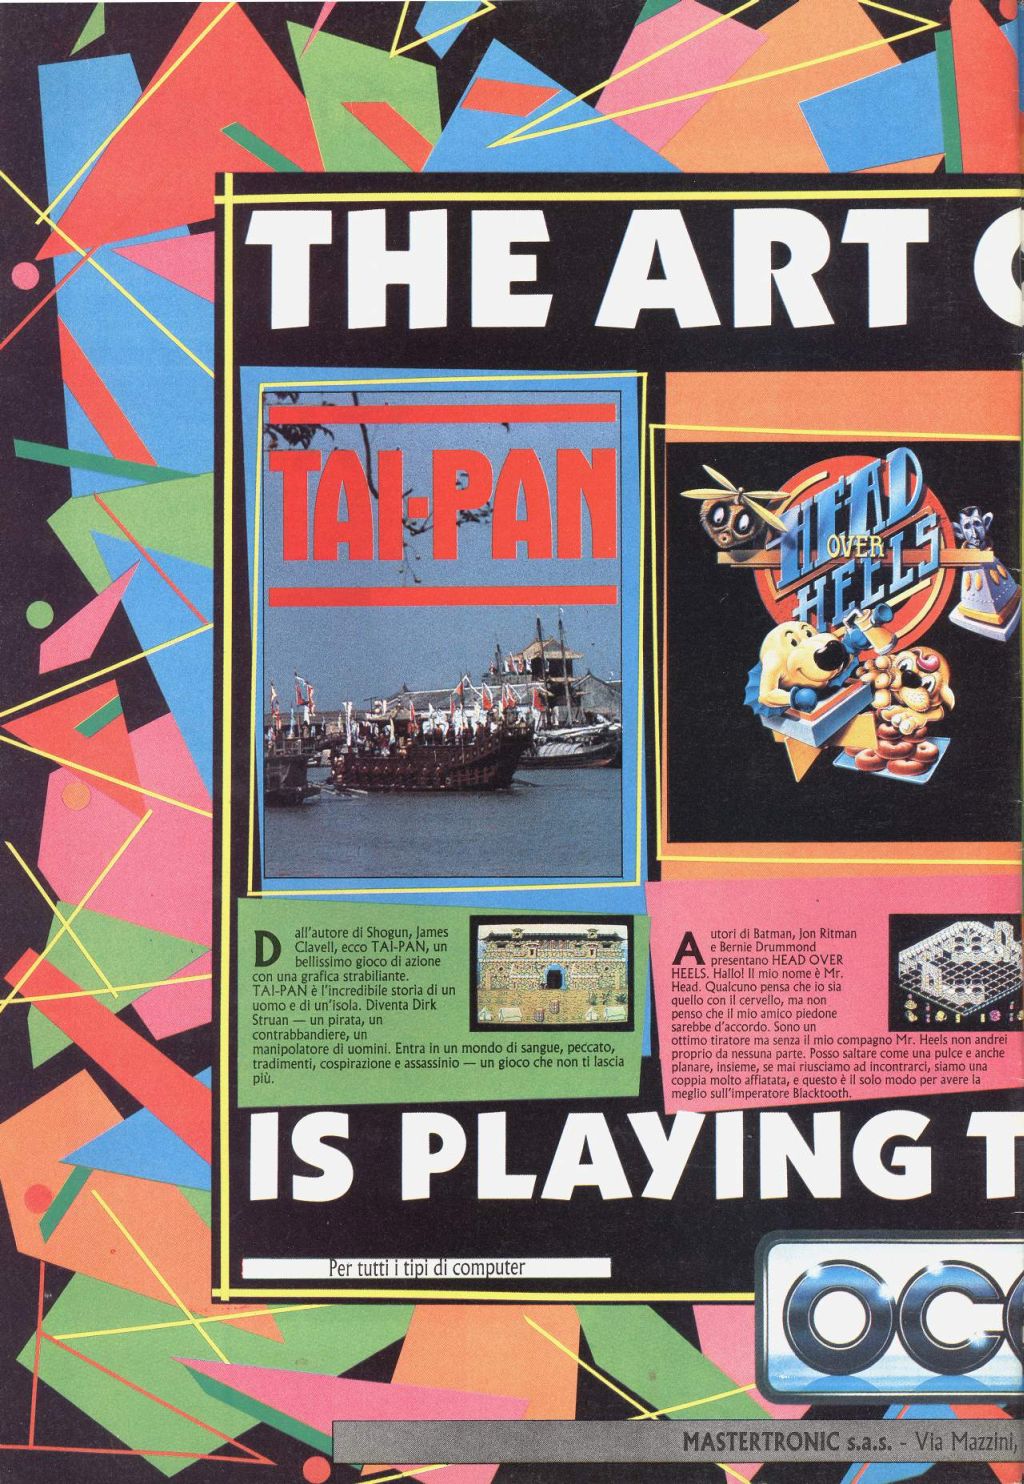 THE ART
TAI-PAN
HEAD
OVER
HEELS
Dall'autore di Shogun, James
Clavell, ecco TAI-PAN, un
bellissimo gioco di azione
con una grafica strabiliante.
TAI-PAN è l'incredibile storia di un
uomo e di un'isola. Diventa Dirk
Struan — un pirata, un
contrabbandiere, un
manipolatore di uomini. Entra in un mondo di sangue, peccato,
tradimenti, cospirazione e assassinio — un gioco che non ti lascia
più.
Autori di Batman, Jon Ritman
e Bernie Drummond
presentano HEAD OVER
HEELS. Hallo! Il mio nome è Mr.
Head. Qualcuno pensa che io sia
quello con il cervello, ma non
penso che il mio amico piedone
sarebbe d'accordo. Sono un
ottimo tiratore ma senza il mio compagno Mr. Heels non andrei
proprio da nessuna parte. Posso saltare come una pulce e anche
planare, insieme, se mai riusciamo ad incontrarci, siamo una
coppia molto affiatata, e questo è il solo modo per avere la
meglio sull'imperatore Blacktooth.
IS PLAYING T
Per tutti i tipi di computer
OC
MASTERTRONIC s.a.s. - Via Mazzini,